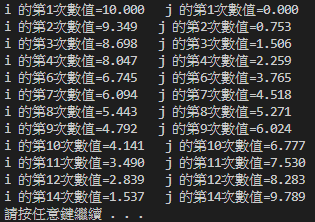 i 的第1次數值=10.000 j 的第1次數值=0.000
i 的第2次數值=9.349 j 的第2次數值=0.753
i 的第3次數值=8.698 j 的第3次數值=1.506
i 的第4次數值=8.047 j 的第4次數值=2.259
i 的第6次數值=6.745 j 的第6次數值=3.765
i 的第7次數值=6.094 j 的第7次數值=4.518
i 的第8次數值=5.443 j 的第8次數值=5.271
i 的第9次數值=4.792 j 的第9次數值=6.024
i 的第10次數值=4.141 j 的第10次數值=6.777
i 的第11次數值=3.490 j 的第11次數值=7.530
i 的第12次數值=2.839 j 的第12次數值=8.283
i 的第14次數值=1.537 j 的第14次數值=9.789
請按任意鍵繼續 . . .